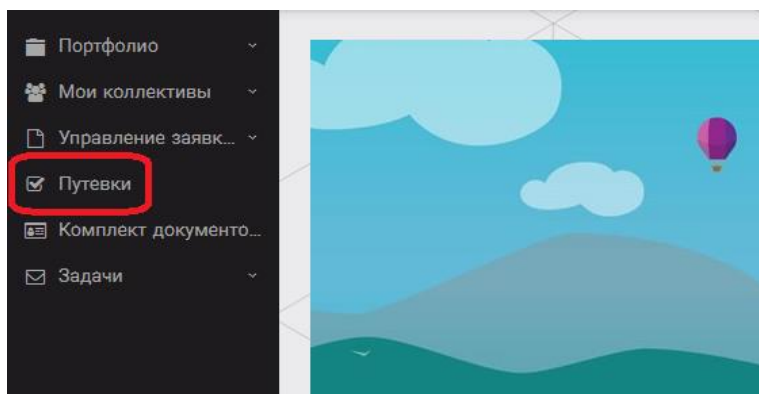 Портфолио
Мои коллективы
Управление заявк...
Путевки
Комплект документо...
Задачи